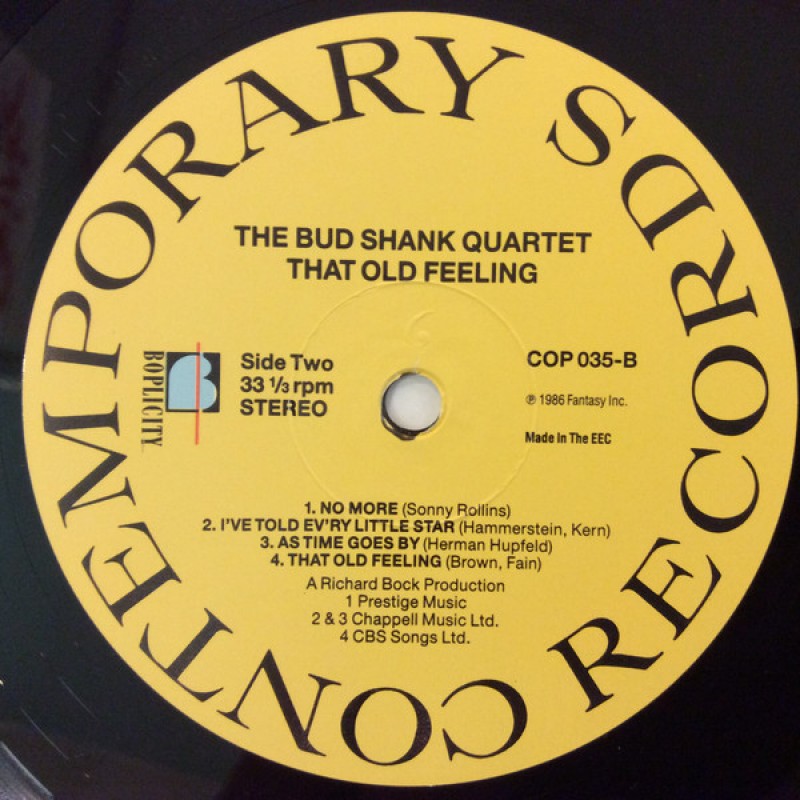 CONTEMPORARY RECORDS
THE BUD SHANK QUARTET
THAT OLD FEELING
BOPLICITY
Side Two
33 ⅓ rpm
STEREO
COP 035-B
℗ 1986 Fantasy Inc.
Made In The EEC
1. NO MORE (Sonny Rollins)
2. I'VE TOLD EV'RY LITTLE STAR (Hammerstein, Kern)
3. AS TIME GOES BY (Herman Hupfeld)
4. THAT OLD FEELING (Brown, Fain)
A Richard Bock Production
1 Prestige Music
2 & 3 Chappell Music Ltd.
4 CBS Songs Ltd.